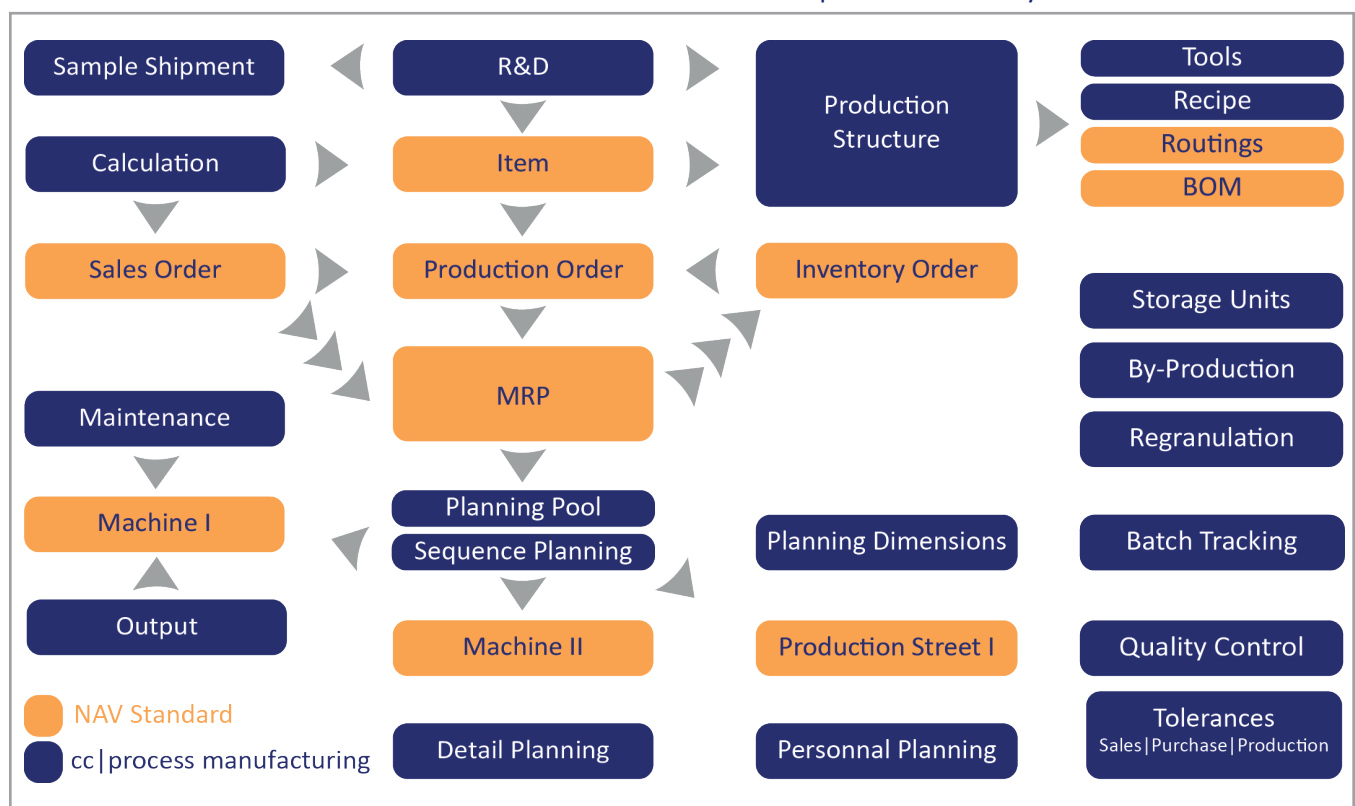 Sample Shipment
R&D
Production
Structure
Tools
Recipe
Routings
BOM
Calculation
Item
Sales Order
Production Order
Inventory Order
Storage Units
By-Production
Regranulation
MRP
Maintenance
Machine I
Planning Pool
Sequence Planning
Planning Dimensions
Batch Tracking
Output
Machine II
Production Street I
Quality Control
NAV Standard
cc|process manufacturing
Detail Planning
Personnal Planning
Tolerances
Sales|Purchase|Production